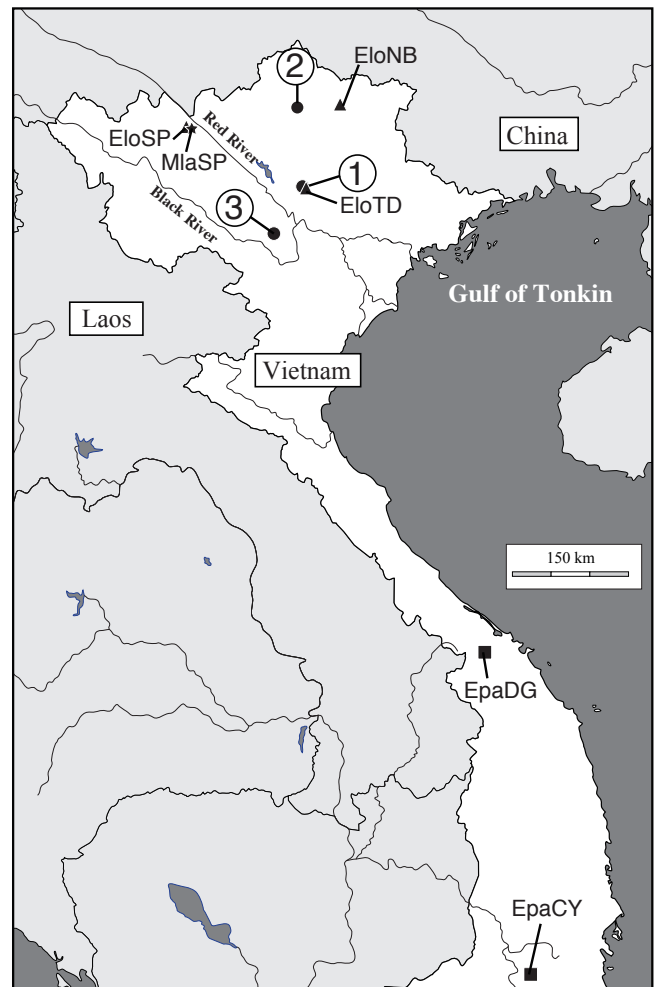 EloNB
2
China
EloSP
Red River
MlaSP
1
EloTD
3
Black River
Gulf of Tonkin
Laos
Vietnam
150 km
EpaDG
EpaCY